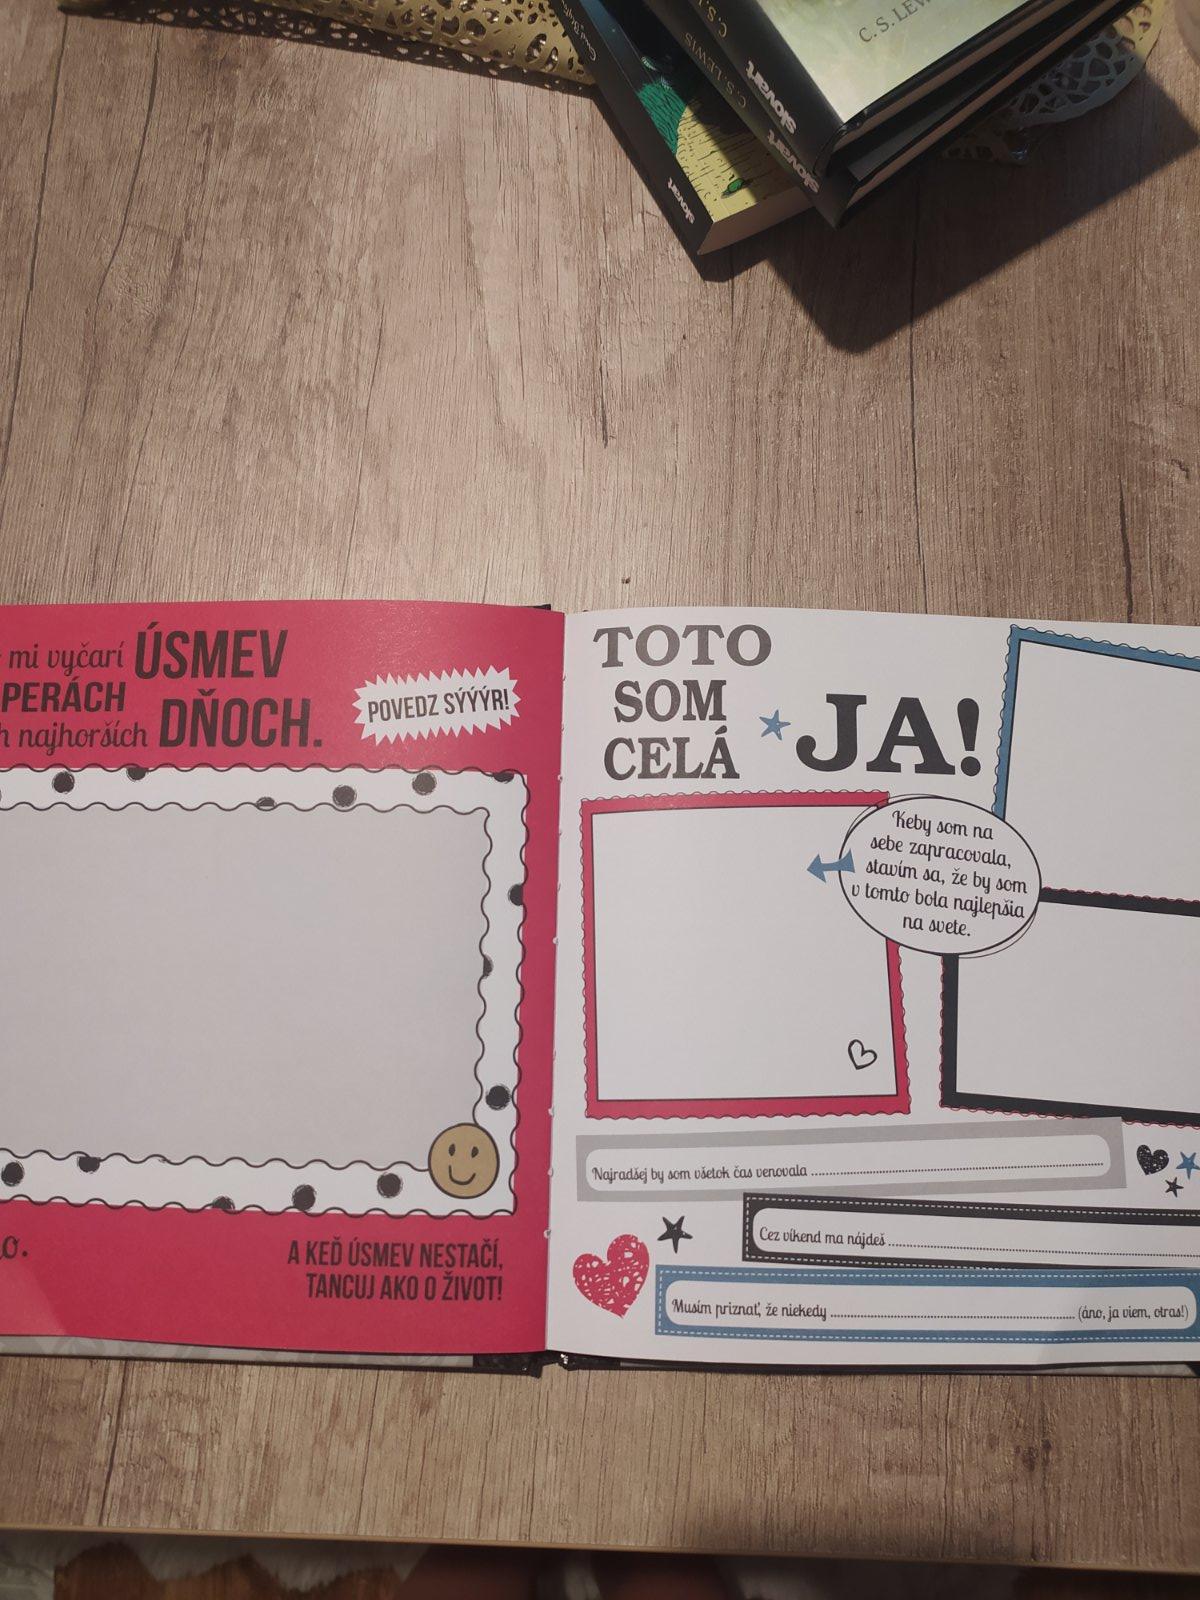 C. S. LEW
C. S. LEWIS
slovart
slovart
slovart
mi vyčarí ÚSMEV
PERÁCH
h najhorších DŇOCH.
POVEDZ SÝÝÝR!
o.
A KEĎ ÚSMEV NESTAČÍ,
TANCUJ AKO O ŽIVOT!
TOTO
SOM
CELÁ
JA!
Keby som na
sebe zapracovala,
stavím sa, že by som
v tomto bola najlepšia
na svete.
Najradšej by som všetok čas venovala
Cez víkend ma nájdeš
Musím priznať, že niekedy (áno, ja viem, otras!)